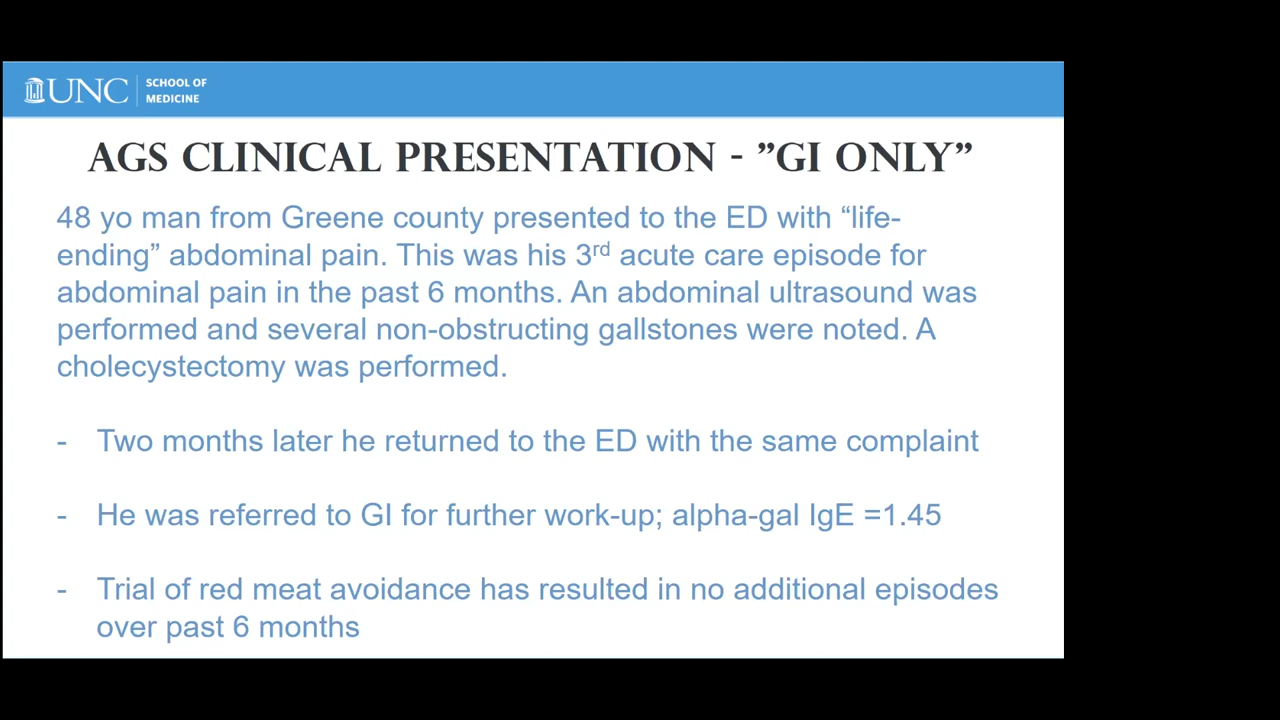 UNC SCHOOL OF
MEDICINE
AGS CLINICAL PRESENTATION - ”GI ONLY”
48 yo man from Greene county presented to the ED with “life-
ending” abdominal pain. This was his 3rd acute care episode for
abdominal pain in the past 6 months. An abdominal ultrasound was
performed and several non-obstructing gallstones were noted. A
cholecystectomy was performed.
- Two months later he returned to the ED with the same complaint
- He was referred to GI for further work-up; alpha-gal IgE =1.45
- Trial of red meat avoidance has resulted in no additional episodes
over past 6 months